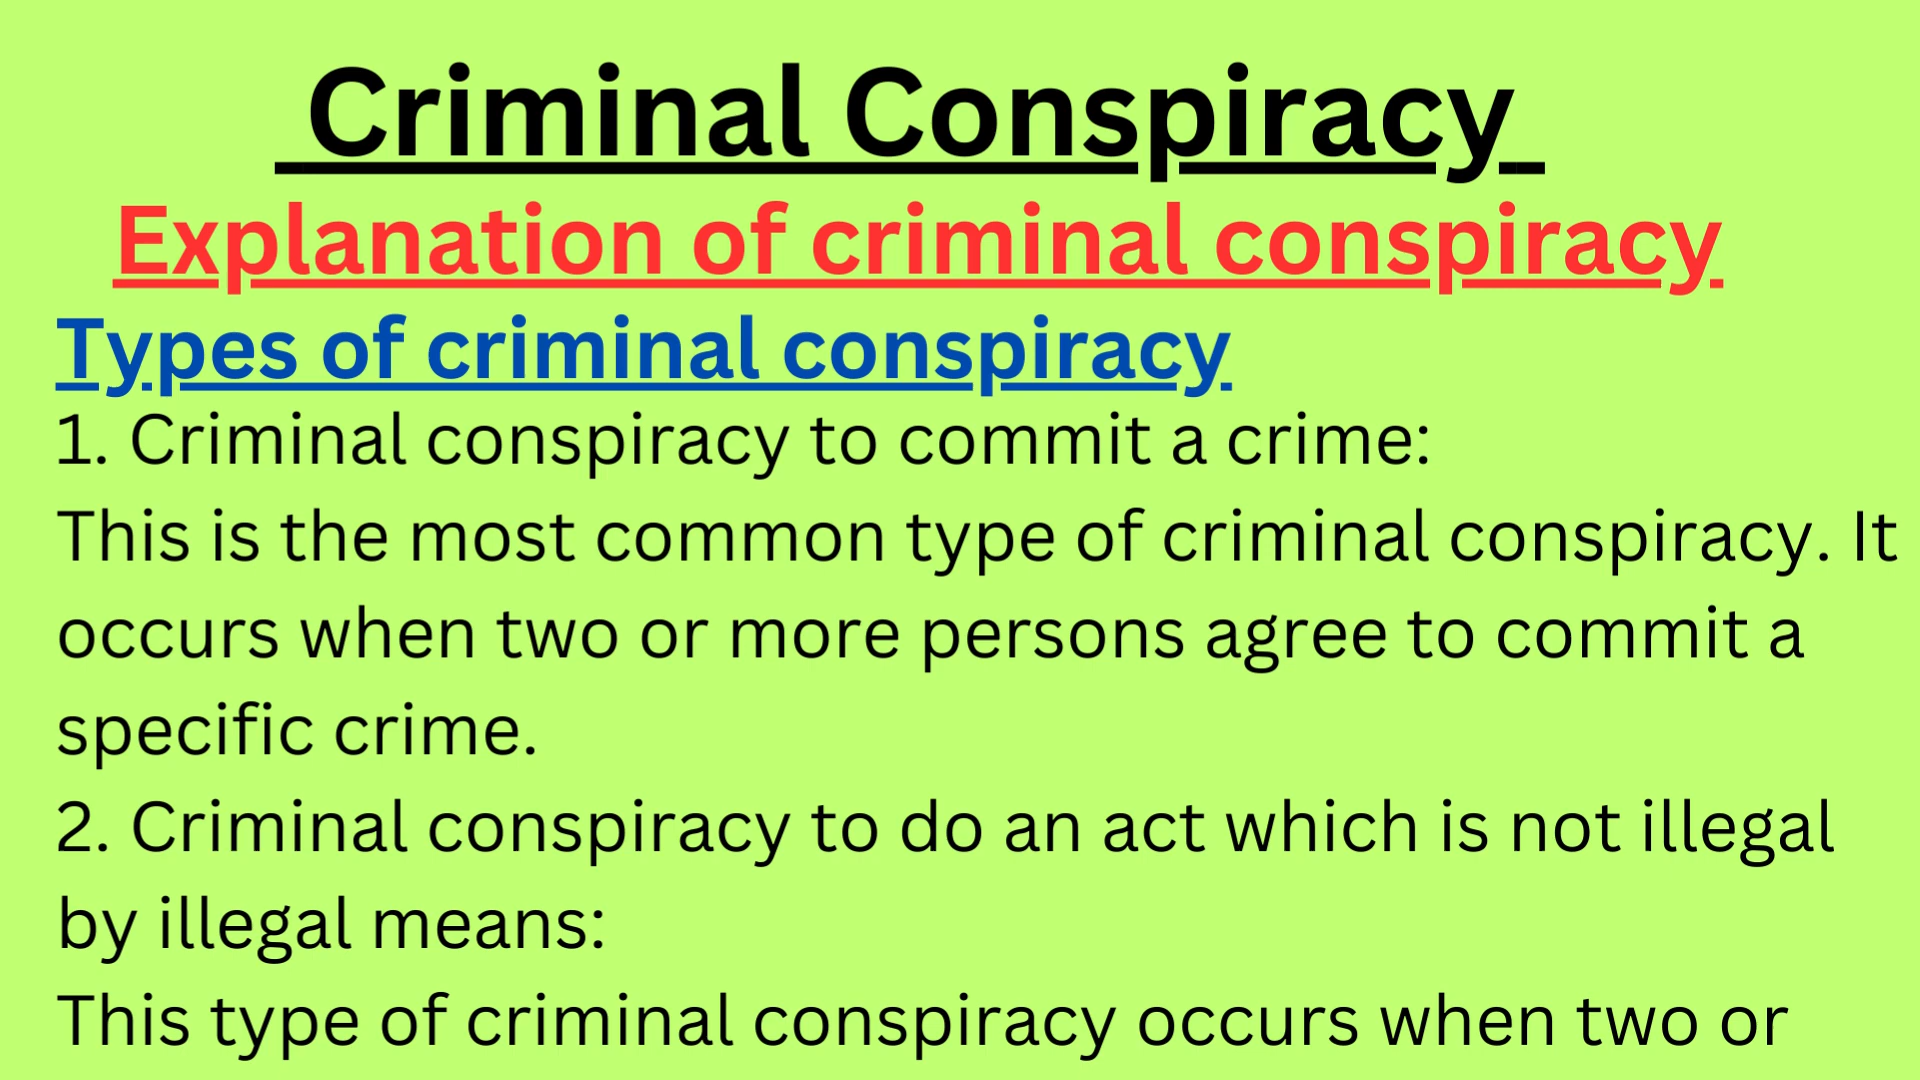 Criminal Conspiracy
Explanation of criminal conspiracy
Types of criminal conspiracy
1. Criminal conspiracy to commit a crime:
This is the most common type of criminal conspiracy. It
occurs when two or more persons agree to commit a
specific crime.
2. Criminal conspiracy to do an act which is not illegal
by illegal means:
This type of criminal conspiracy occurs when two or